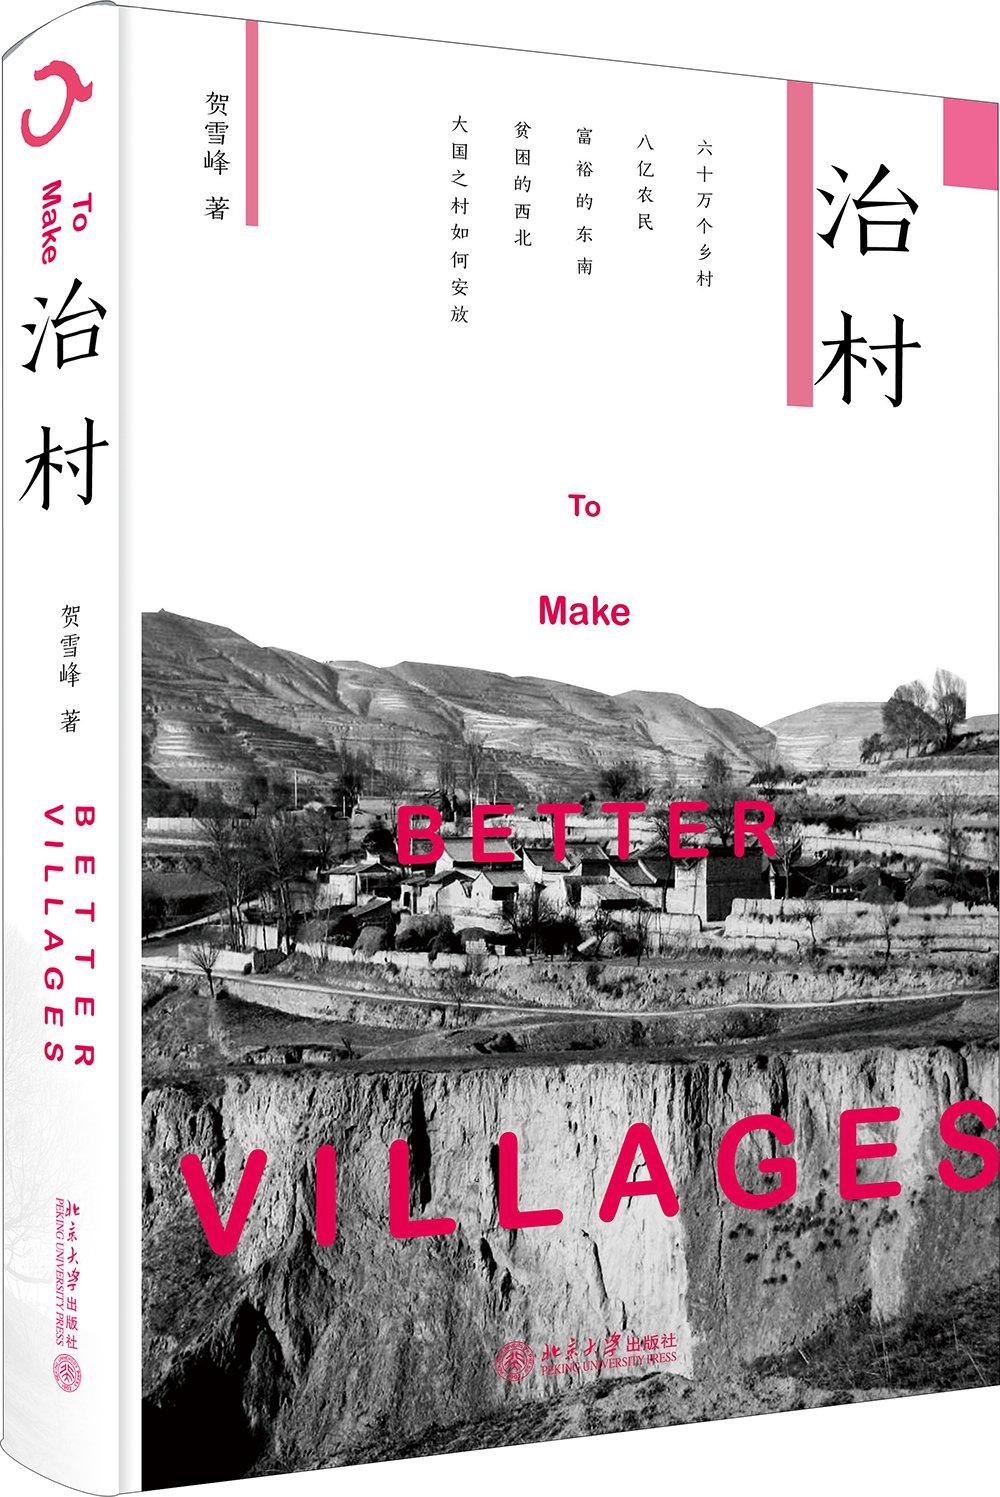 To
Make
治村
贺雪峰 著
BETTER
VILLAGES
北京大学出版社
PEKING UNIVERSITY PRESS
治村
六十万个乡村
八亿农民
富裕的东南
贫困的西北
大国之村如何安放
贺雪峰 著
To
Make
BETTER
VILLAGES
北京大学出版社
PEKING UNIVERSITY PRESS